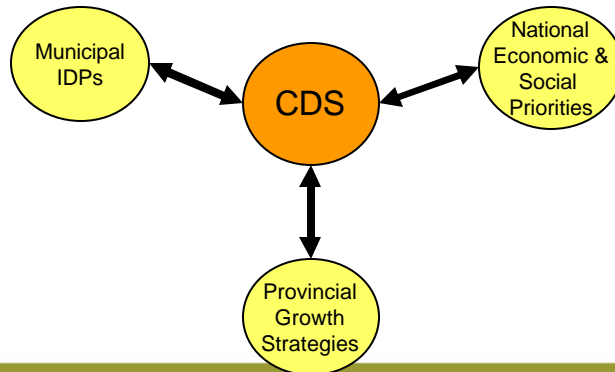 Municipal
IDPs
CDS
National
Economic &
Social
Priorities
Provincial
Growth
Strategies